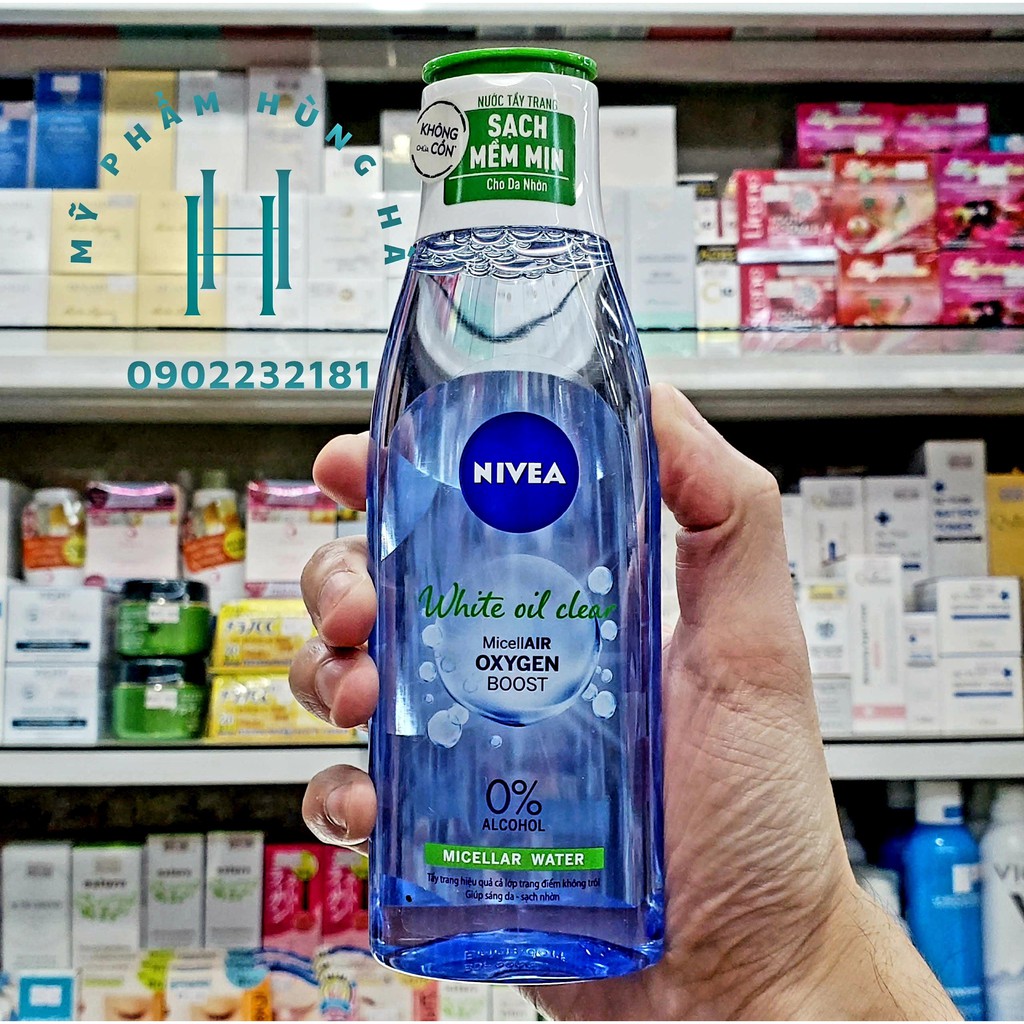 MỸ PHẨM HÙNG HÀ
0902232181
NƯỚC TẨY TRANG
SẠCH
MỀM MỊN
Cho Da Nhờn
KHÔNG
CHỨA CỒN*
NIVEA
White oil clear
MicellAIR
OXYGEN
BOOST
0%
ALCOHOL
MICELLAR WATER
Tẩy trang hiệu quả cả lớp trang điểm không trôi
Giúp sáng da - sạch nhờn